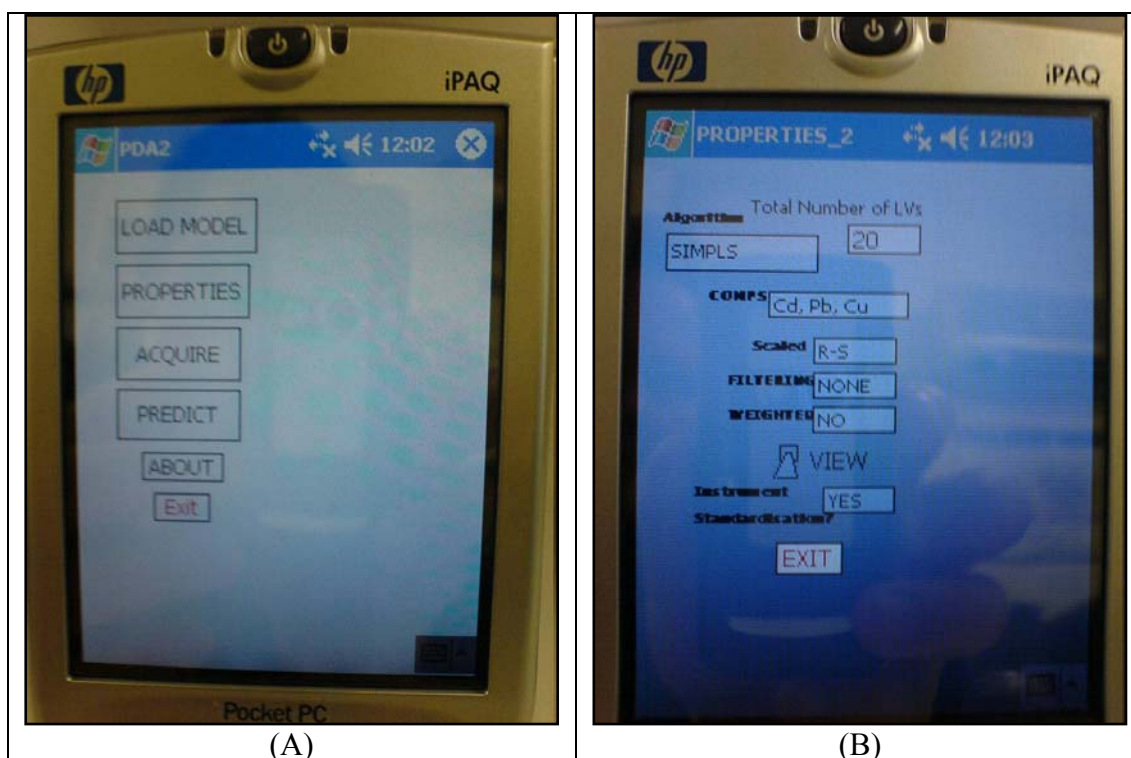 hp
iPAQ
PDA2
12:02
LOAD MODEL
PROPERTIES
ACQUIRE
PREDICT
ABOUT
Exit
Pocket PC
(A)
hp
iPAQ
PROPERTIES_2
12:03
Total Number of LVs
Algorithm
20
SIMPLS
COMPS
Cd, Pb, Cu
Scaled
R-S
FILTERING
NONE
WEIGHTED
NO
VIEW
Instrument
YES
Standardisation?
EXIT
(B)